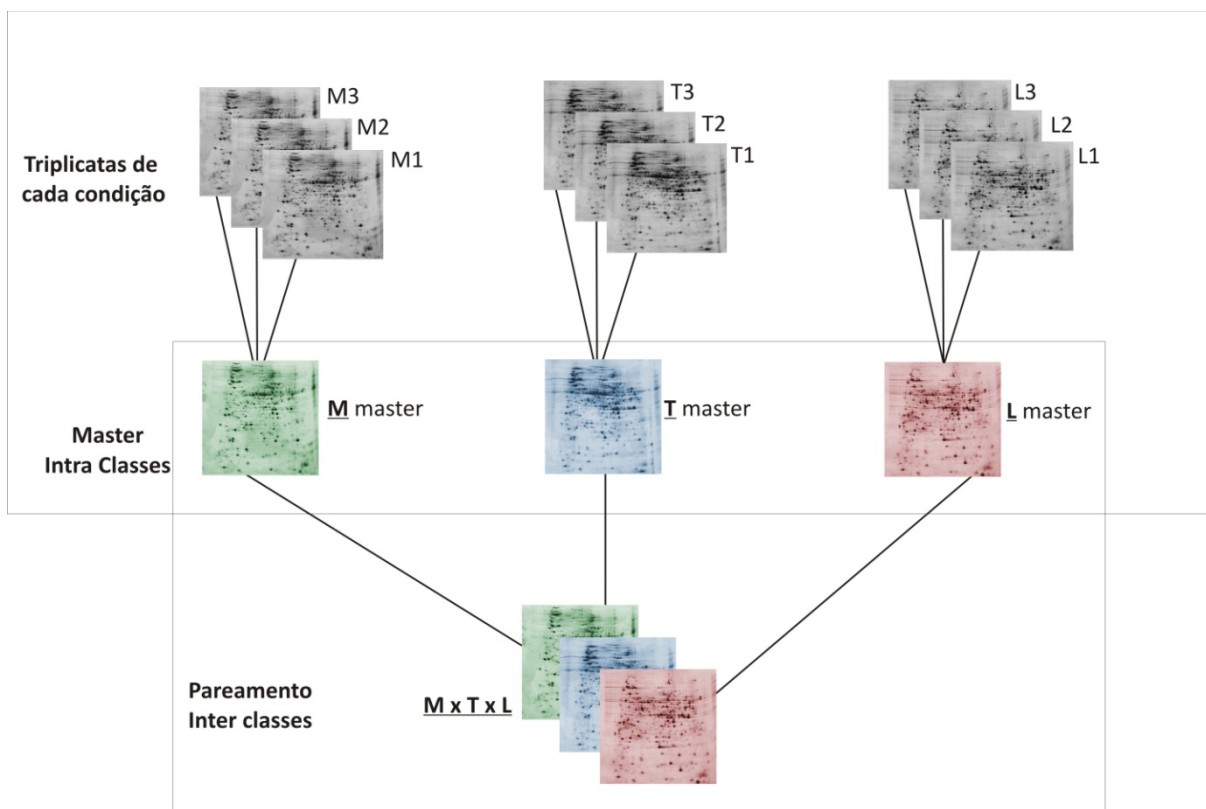 M3
M2
M1
T3
T2
T1
L3
L2
L1
Triplicatas de
cada condição
M master
T master
L master
Master
Intra Classes
Pareamento
Inter classes
M x T x L